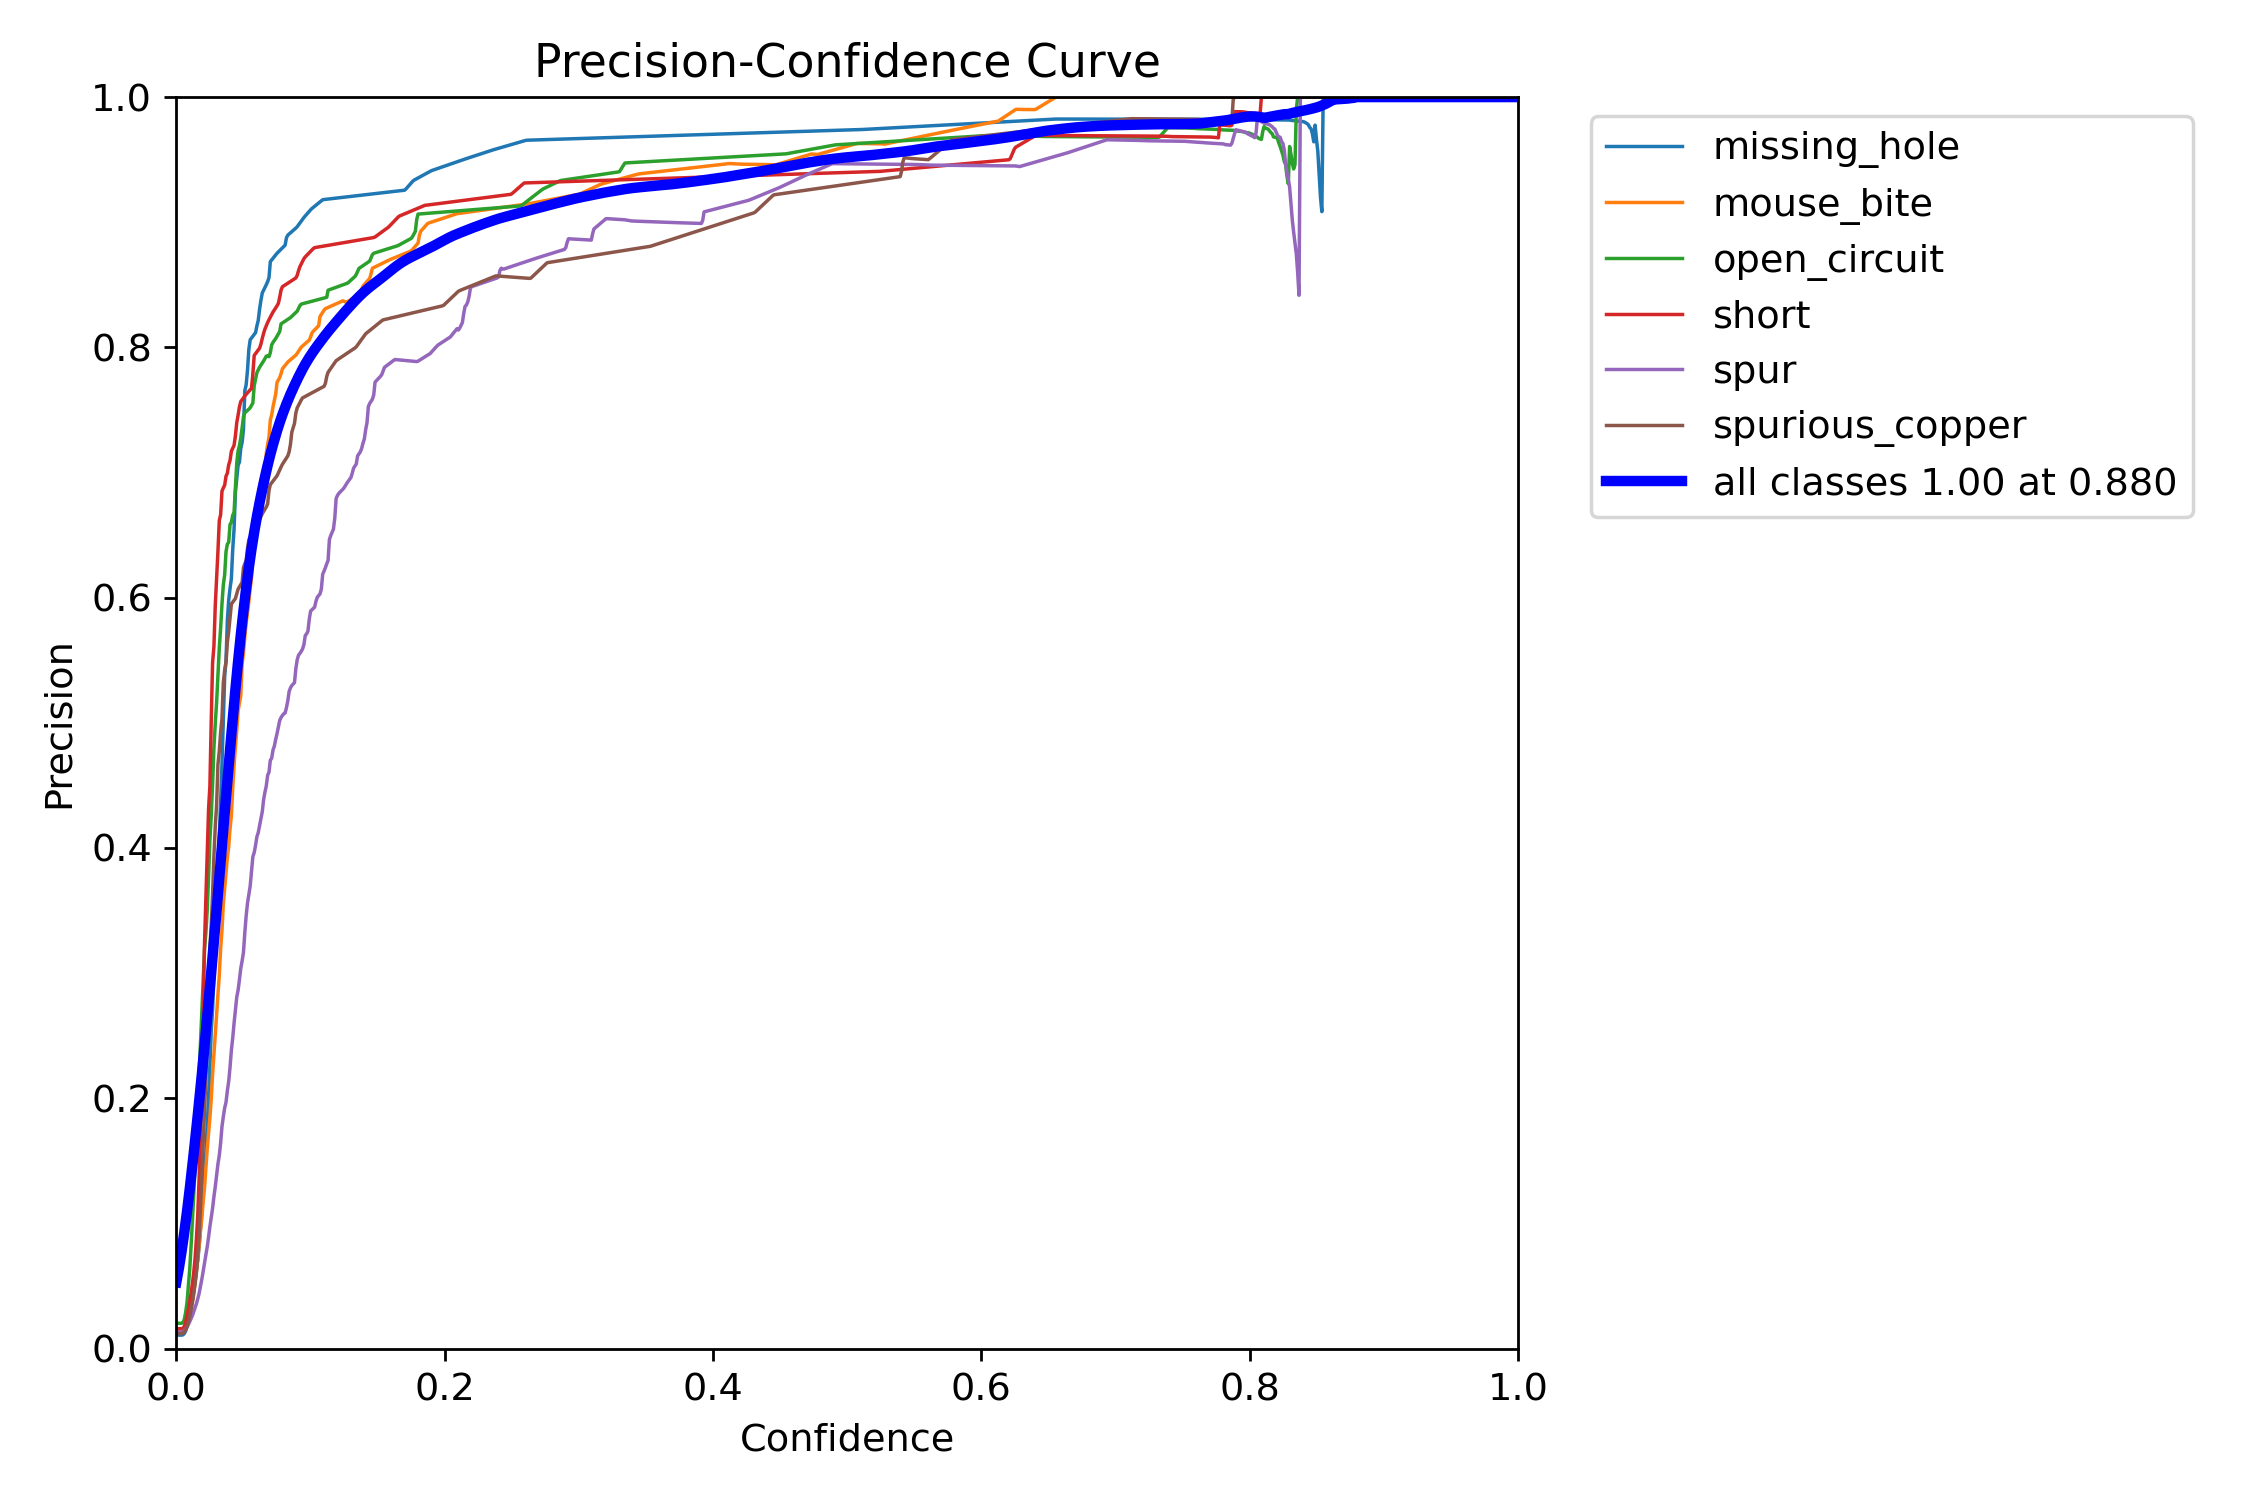 Precision-Confidence Curve
1.0
0.8
0.6
0.4
0.2
0.0
Precision
0.0 0.2 0.4 0.6 0.8 1.0
Confidence
missing_hole
mouse_bite
open_circuit
short
spur
spurious_copper
all classes 1.00 at 0.880